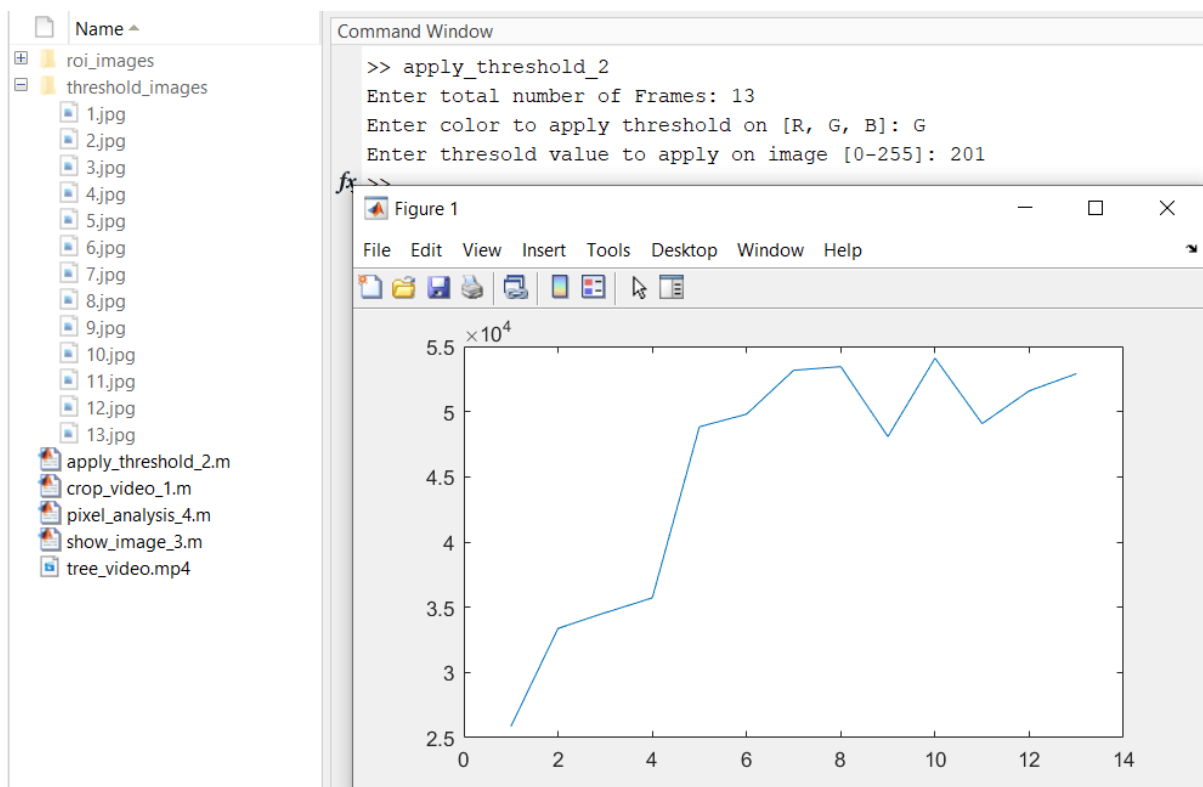 Name
roi_images
threshold_images
1.jpg
2.jpg
3.jpg
4.jpg
5.jpg
6.jpg
7.jpg
8.jpg
9.jpg
10.jpg
11.jpg
12.jpg
13.jpg
apply_threshold_2.m
crop_video_1.m
pixel_analysis_4.m
show_image_3.m
tree_video.mp4
Command Window
>> apply_threshold_2
Enter total number of Frames: 13
Enter color to apply threshold on [R, G, B]: G
Enter thresold value to apply on image [0-255]: 201
fx >>
Figure 1
File Edit View Insert Tools Desktop Window Help
×10⁴
5.5
5
4.5
4
3.5
3
2.5
0 2 4 6 8 10 12 14